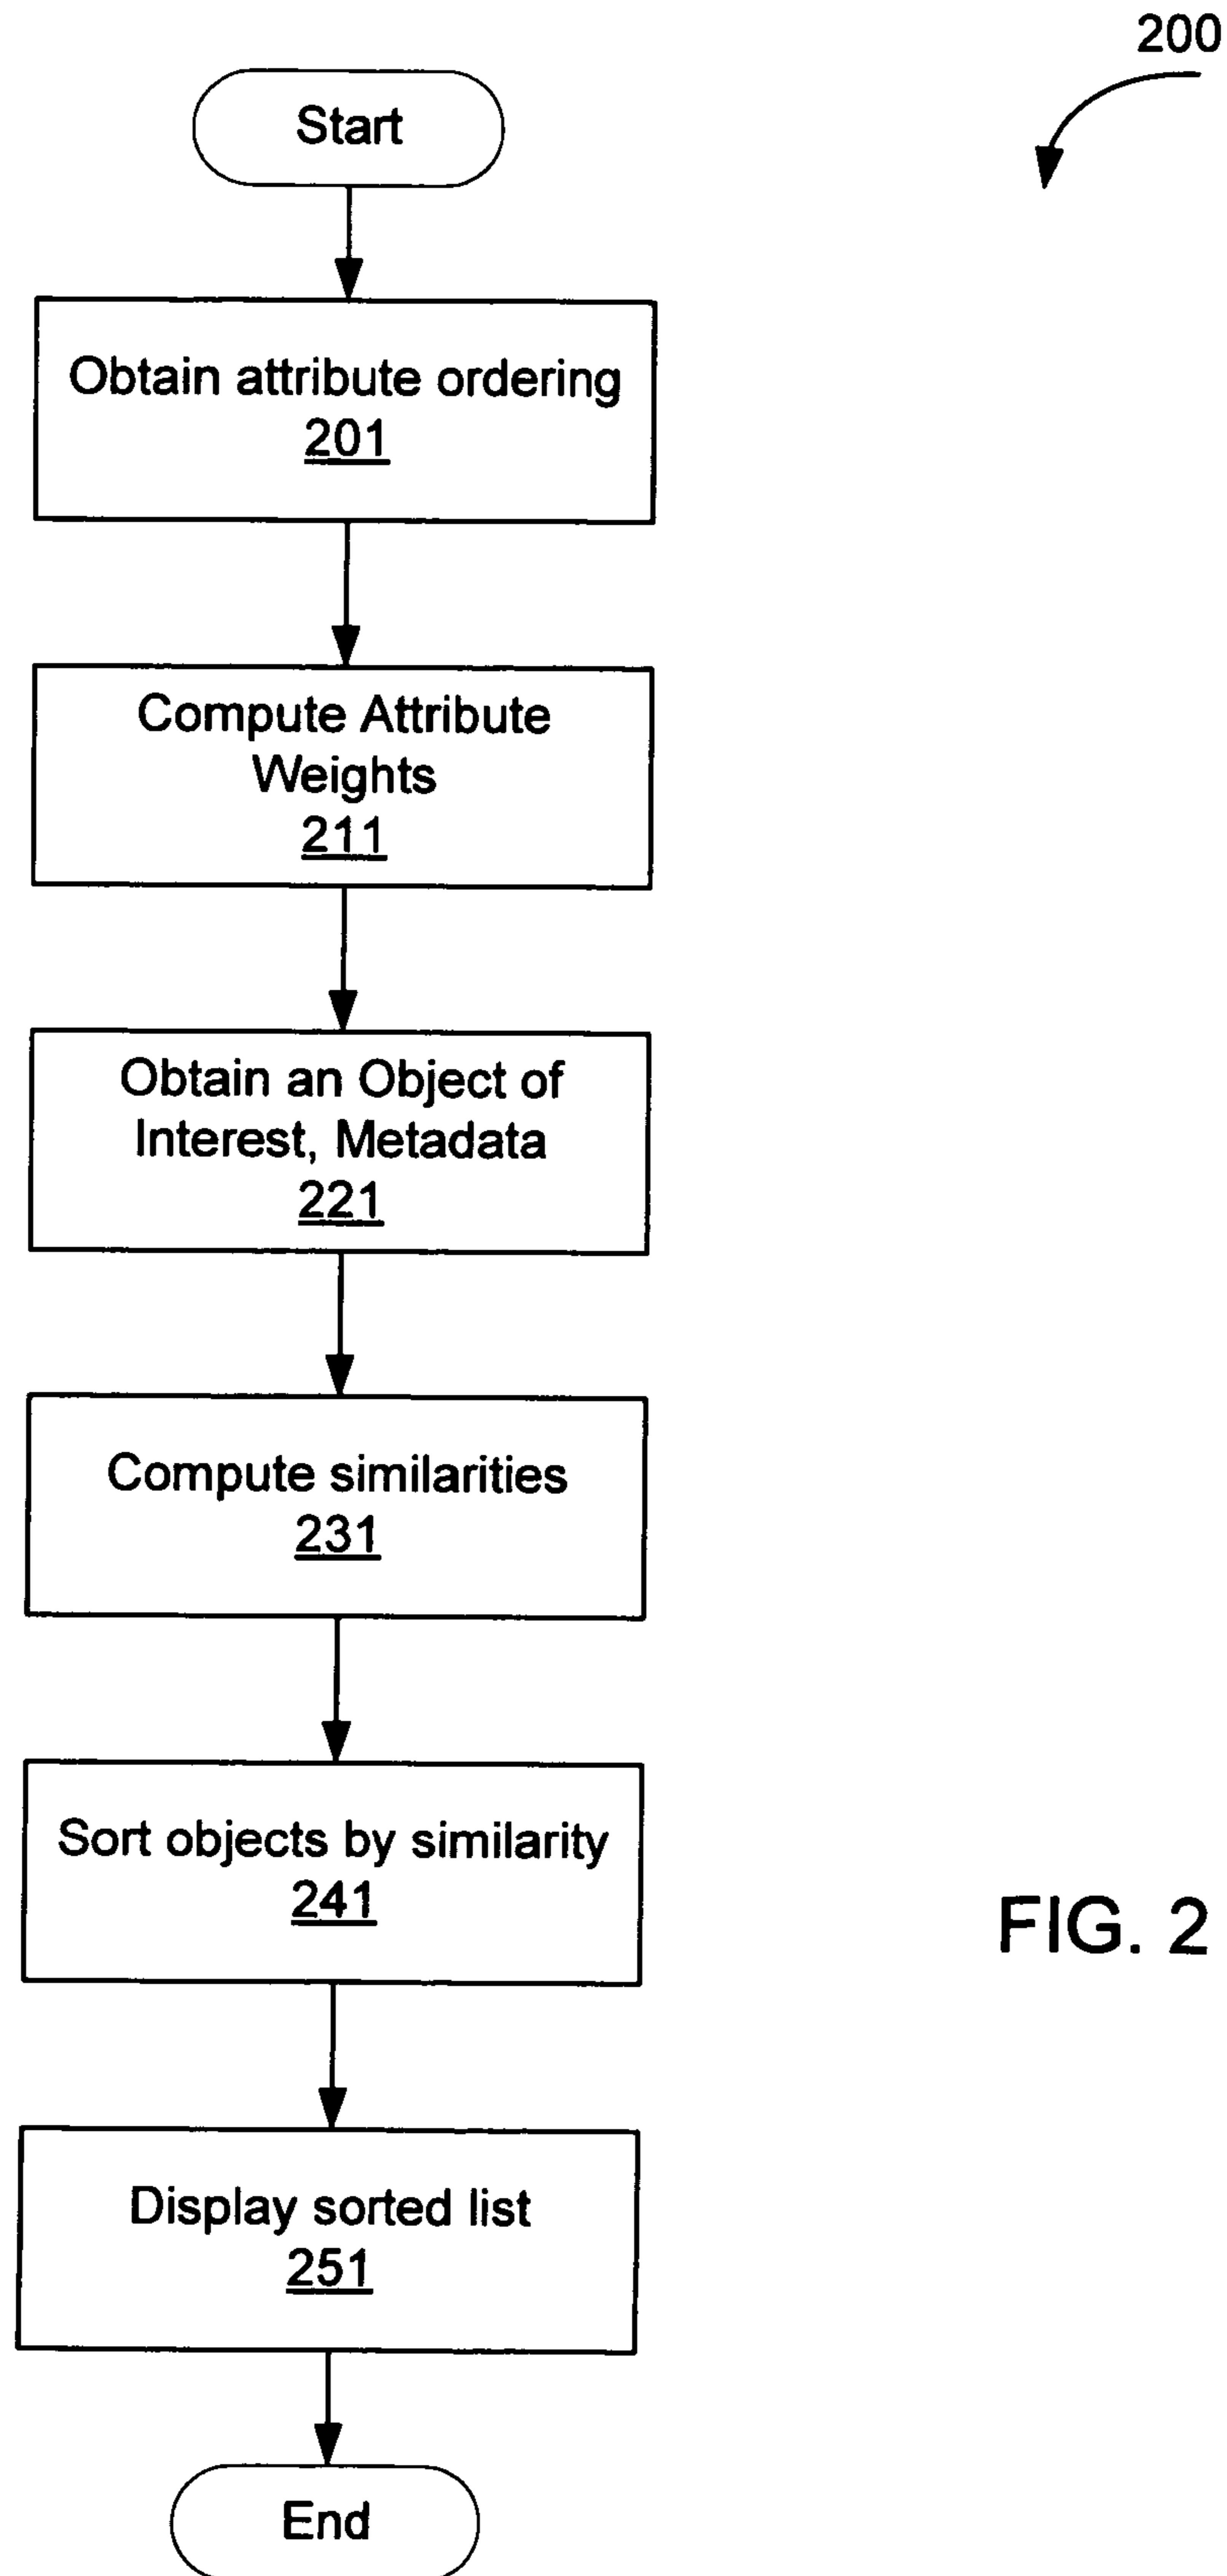 200
Start
Obtain attribute ordering
201
Compute Attribute
Weights
211
Obtain an Object of
Interest, Metadata
221
Compute similarities
231
Sort objects by similarity
241
FIG. 2
Display sorted list
251
End